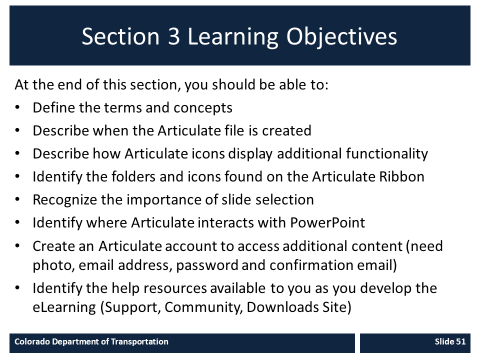 Section 3 Learning Objectives
At the end of this section, you should be able to:
• Define the terms and concepts
• Describe when the Articulate file is created
• Describe how Articulate icons display additional functionality
• Identify the folders and icons found on the Articulate Ribbon
• Recognize the importance of slide selection
• Identify where Articulate interacts with PowerPoint
• Create an Articulate account to access additional content (need
photo, email address, password and confirmation email)
• Identify the help resources available to you as you develop the
eLearning (Support, Community, Downloads Site)
Colorado Department of Transportation
Slide 51